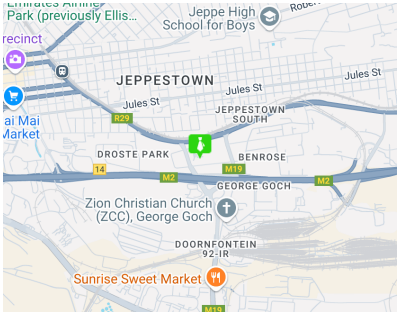 Emirates Airline
Park (previously Ellis...
Jeppe High
School for Boys
Rober
recinct
JEPPESTOWN
Jules St
Jules St
Jules St
ai Mai
Market
R29
JEPPESTOWN
SOUTH
DROSTE PARK
BENROSE
14
M2
M19
GEORGE GOCH
M2
Zion Christian Church
(ZCC), George Goch
DOORNFONTEIN
92-IR
Sunrise Sweet Market
M19